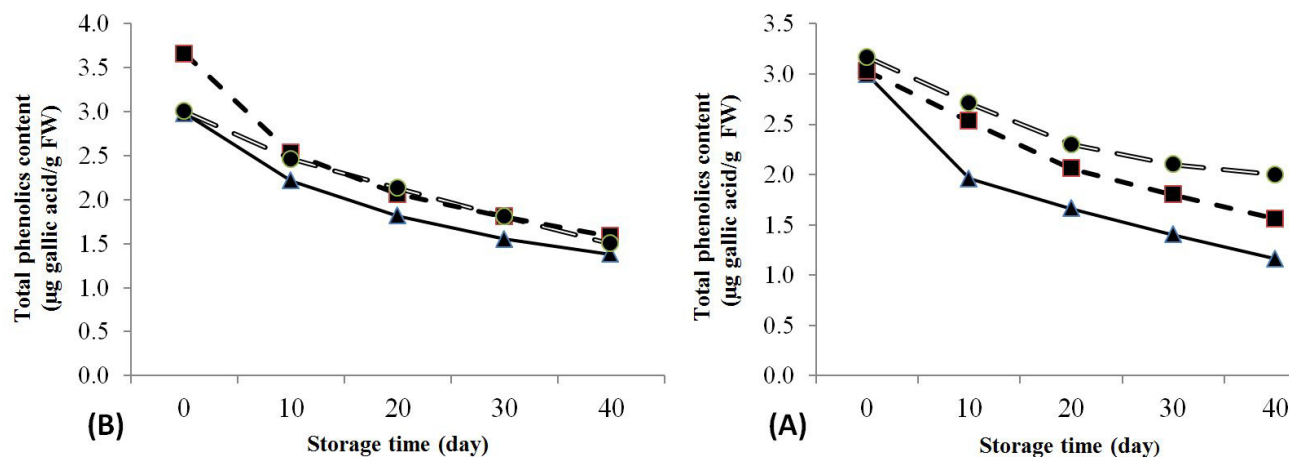 Total phenolics content
(µg gallic acid/g FW)
4.0
3.5
3.0
2.5
2.0
1.5
1.0
0.5
0.0
0 10 20 30 40
(B)
Storage time (day)
Total phenolics content
(µg gallic acid/g FW)
3.5
3.0
2.5
2.0
1.5
1.0
0.5
0.0
0 10 20 30 40
(A)
Storage time (day)